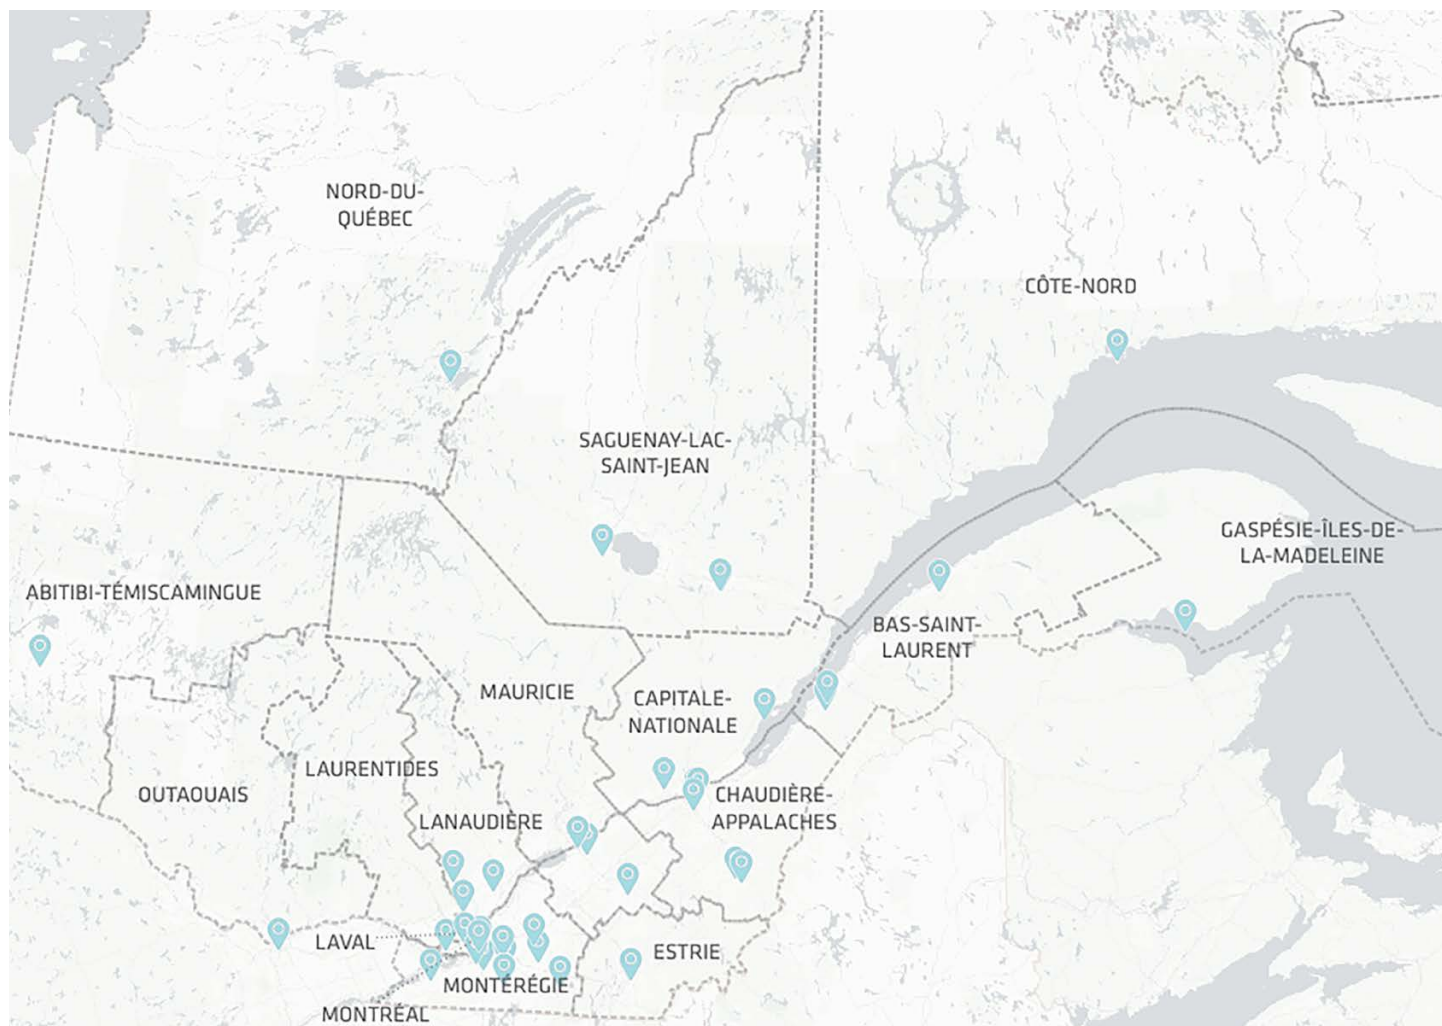 NORD-DU-
QUÉBEC
CÔTE-NORD
SAGUENAY-LAC-
SAINT-JEAN
GASPÉSIE-ÎLES-DE-
LA-MADELEINE
ABITIBI-TÉMISCAMINGUE
BAS-SAINT-
LAURENT
MAURICIE
CAPITALE-
NATIONALE
LAURENTIDES
OUTAOUAIS
CHAUDIÈRE-
APPALACHES
LANAUDIÈRE
LAVAL
ESTRIE
MONTÉRÉGIE
MONTRÉAL